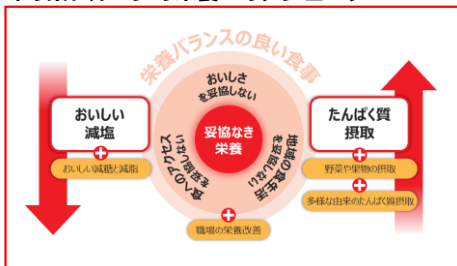 栄養バランスの良い食事
おいしさ
を妥協しない
おいしい
減塩
妥協なき
栄養
たんぱく質
摂取
食へのアクセス
を妥協しない
地域の食生活
を妥協しない
おいしい減糖と減脂
野菜や果物の摂取
多様な由来のたんぱく質摂取
職場の栄養改善